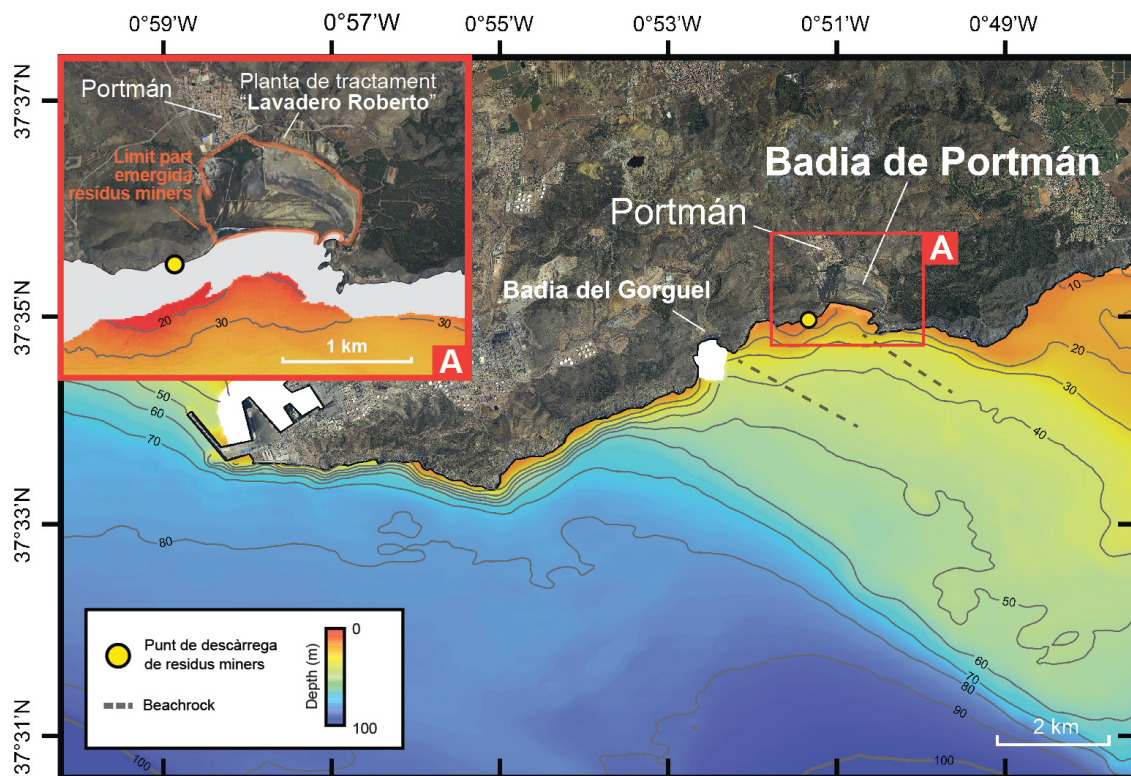 0°59'W
0°57'W
0°55'W
0°53'W
0°51'W
0°49'W
37°37'N
37°35'N
37°33'N
37°31'N
Portmán
Planta de tractament
“Lavadero Roberto”
Límit part
emergida
residus miners
20
30
30
1 km
A
Badia de Portmán
Portmán
A
Badia del Gorguel
10
20
30
40
50
60
70
80
90
100
50
60
70
80
100
Punt de descàrrega
de residus miners
Beachrock
0
Depth (m)
100
2 km